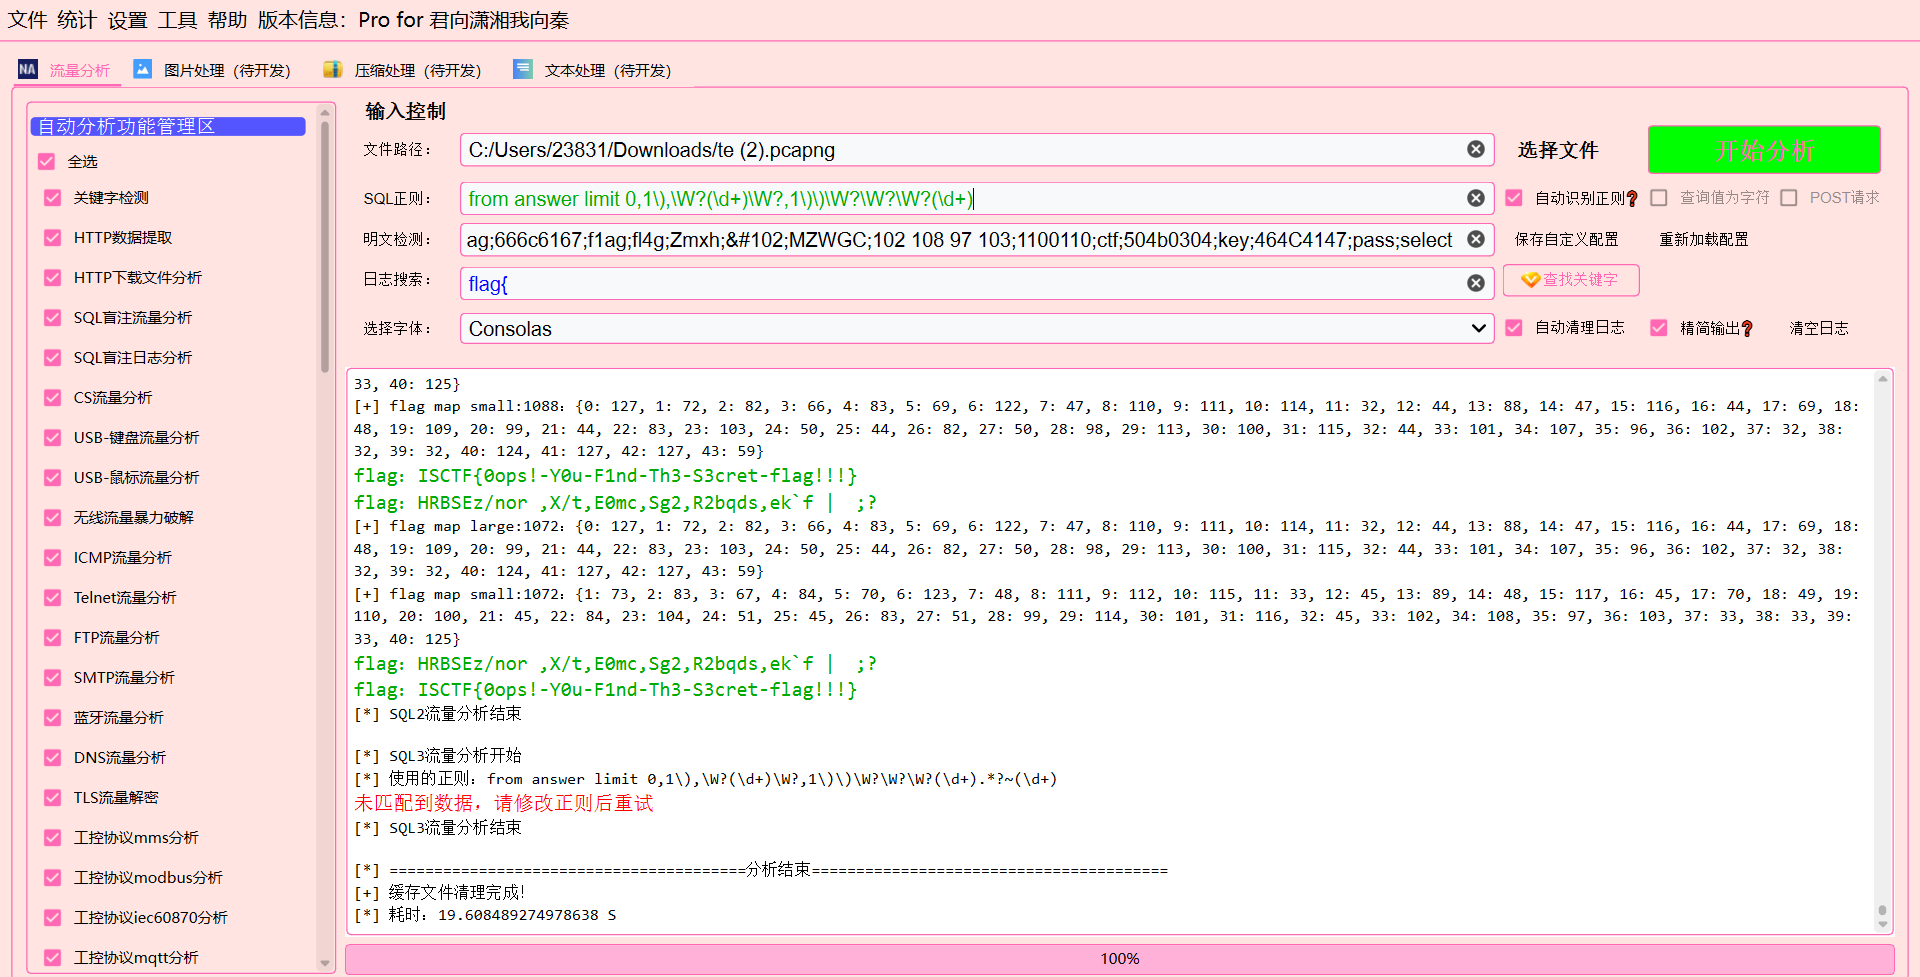 文件 统计 设置 工具 帮助 版本信息：Pro for 君向潇湘我向秦
NA 流量分析 图片处理（待开发） 压缩处理（待开发） 文本处理（待开发）
自动分析功能管理区
全选
关键字检测
HTTP数据提取
HTTP下载文件分析
SQL盲注流量分析
SQL盲注日志分析
CS流量分析
USB-键盘流量分析
USB-鼠标流量分析
无线流量暴力破解
ICMP流量分析
Telnet流量分析
FTP流量分析
SMTP流量分析
蓝牙流量分析
DNS流量分析
TLS流量解密
工控协议mms分析
工控协议modbus分析
工控协议iec60870分析
工控协议mqtt分析
输入控制
文件路径： C:/Users/23831/Downloads/te (2).pcapng 选择文件 开始分析
SQL正则： from answer limit 0,1\),\W?(\d+)\W?,1\)\)\W?\W?\W?(\d+) 自动识别正则❓ 查询值为字符 POST请求
明文检测： ag;666c6167;f1ag;fl4g;Zmxh;&#102;MZWGC;102 108 97 103;1100110;ctf;504b0304;key;464C4147;pass;select 保存自定义配置 重新加载配置
日志搜索： flag{ 查找关键字
选择字体： Consolas 自动清理日志 精简输出❓ 清空日志
33, 40: 125}
[+] flag map small:1088：{0: 127, 1: 72, 2: 82, 3: 66, 4: 83, 5: 69, 6: 122, 7: 47, 8: 110, 9: 111, 10: 114, 11: 32, 12: 44, 13: 88, 14: 47, 15: 116, 16: 44, 17: 69, 18:
48, 19: 109, 20: 99, 21: 44, 22: 83, 23: 103, 24: 50, 25: 44, 26: 82, 27: 50, 28: 98, 29: 113, 30: 100, 31: 115, 32: 44, 33: 101, 34: 107, 35: 96, 36: 102, 37: 32, 38:
32, 39: 32, 40: 124, 41: 127, 42: 127, 43: 59}
flag: ISCTF{0ops!-Y0u-F1nd-Th3-S3cret-flag!!!}
flag: HRBSEz/nor ,X/t,E0mc,Sg2,R2bqds,ek`f |  ;?
[+] flag map large:1072：{0: 127, 1: 72, 2: 82, 3: 66, 4: 83, 5: 69, 6: 122, 7: 47, 8: 110, 9: 111, 10: 114, 11: 32, 12: 44, 13: 88, 14: 47, 15: 116, 16: 44, 17: 69, 18:
48, 19: 109, 20: 99, 21: 44, 22: 83, 23: 103, 24: 50, 25: 44, 26: 82, 27: 50, 28: 98, 29: 113, 30: 100, 31: 115, 32: 44, 33: 101, 34: 107, 35: 96, 36: 102, 37: 32, 38:
32, 39: 32, 40: 124, 41: 127, 42: 127, 43: 59}
[+] flag map small:1072：{1: 73, 2: 83, 3: 67, 4: 84, 5: 70, 6: 123, 7: 48, 8: 111, 9: 112, 10: 115, 11: 33, 12: 45, 13: 89, 14: 48, 15: 117, 16: 45, 17: 70, 18: 49, 19:
110, 20: 100, 21: 45, 22: 84, 23: 104, 24: 51, 25: 45, 26: 83, 27: 51, 28: 99, 29: 114, 30: 101, 31: 116, 32: 45, 33: 102, 34: 108, 35: 97, 36: 103, 37: 33, 38: 33, 39:
33, 40: 125}
flag: HRBSEz/nor ,X/t,E0mc,Sg2,R2bqds,ek`f |  ;?
flag: ISCTF{0ops!-Y0u-F1nd-Th3-S3cret-flag!!!}
[*] SQL2流量分析结束
[*] SQL3流量分析开始
[*] 使用的正则：from answer limit 0,1\),\W?(\d+)\W?,1\)\)\W?\W?\W?(\d+).*?~(\d+)
未匹配到数据，请修改正则后重试
[*] SQL3流量分析结束
[*] ========================================分析结束========================================
[+] 缓存文件清理完成！
[*] 耗时：19.608489274978638 S
100%